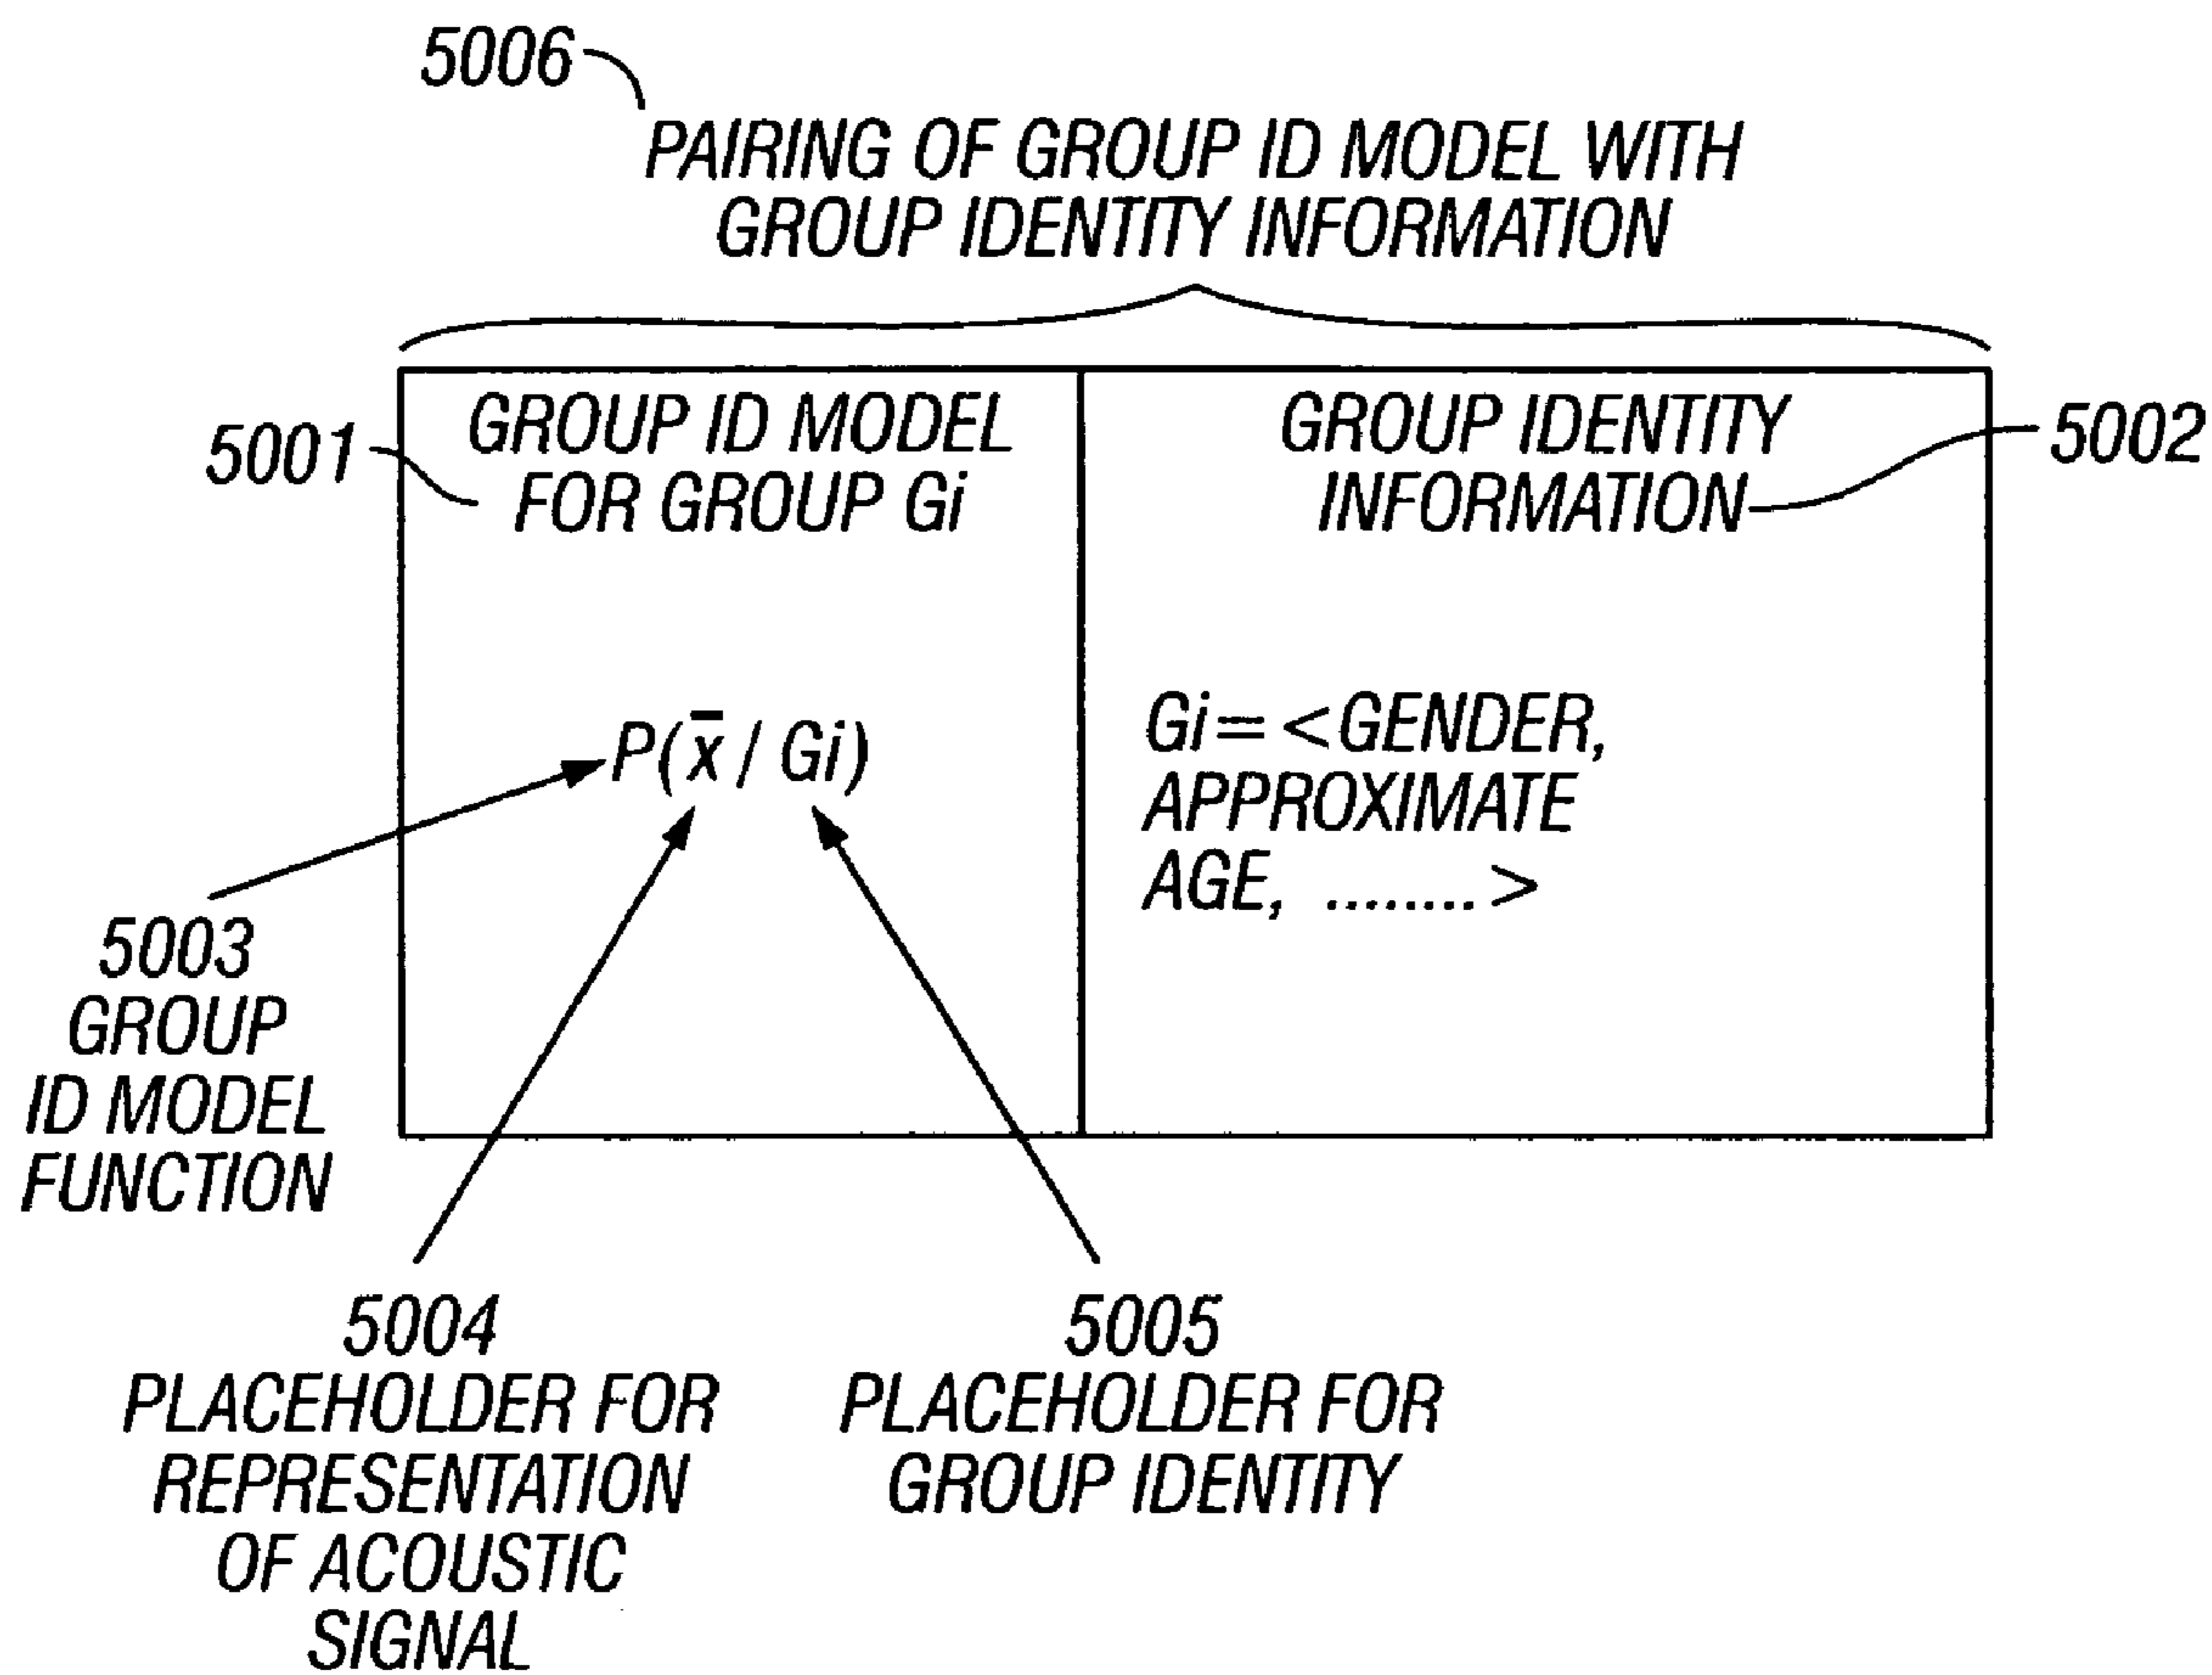 5006
PAIRING OF GROUP ID MODEL WITH
GROUP IDENTITY INFORMATION
GROUP ID MODEL
FOR GROUP Gi
5001
GROUP IDENTITY
INFORMATION
5002
P(x̄ / Gi)
Gi = <GENDER,
APPROXIMATE
AGE, ........>
5003
GROUP
ID MODEL
FUNCTION
5004
PLACEHOLDER FOR
REPRESENTATION
OF ACOUSTIC
SIGNAL
5005
PLACEHOLDER FOR
GROUP IDENTITY